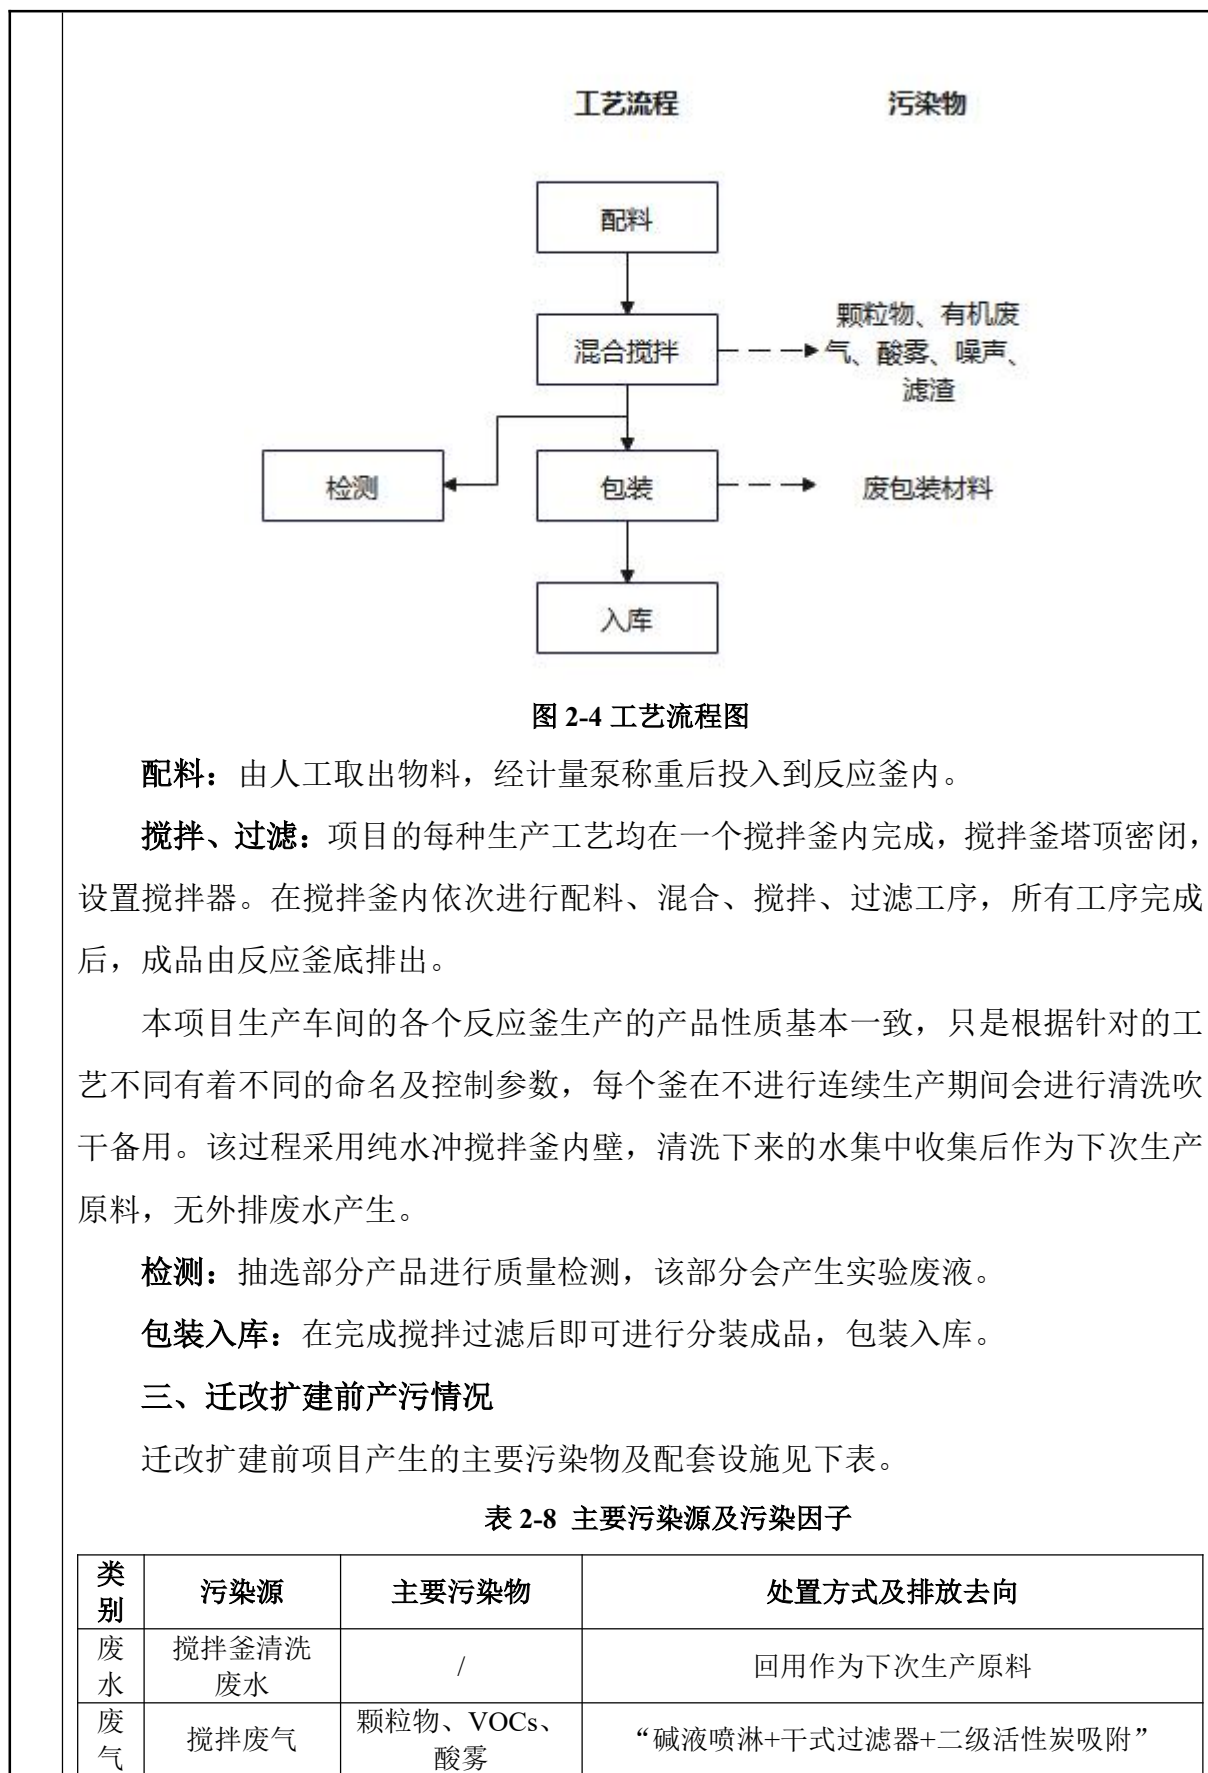 工艺流程
污染物
配料
混合搅拌
颗粒物、有机废
气、酸雾、噪声、
滤渣
检测
包装
废包装材料
入库
图 2-4 工艺流程图
配料：由人工取出物料，经计量泵称重后投入到反应釜内。
搅拌、过滤：项目的每种生产工艺均在一个搅拌釜内完成，搅拌釜塔顶密闭，
设置搅拌器。在搅拌釜内依次进行配料、混合、搅拌、过滤工序，所有工序完成
后，成品由反应釜底排出。
本项目生产车间的各个反应釜生产的产品性质基本一致，只是根据针对的工
艺不同有着不同的命名及控制参数，每个釜在不进行连续生产期间会进行清洗吹
干备用。该过程采用纯水冲搅拌釜内壁，清洗下来的水集中收集后作为下次生产
原料，无外排废水产生。
检测：抽选部分产品进行质量检测，该部分会产生实验废液。
包装入库：在完成搅拌过滤后即可进行分装成品，包装入库。
三、迁改扩建前产污情况
迁改扩建前项目产生的主要污染物及配套设施见下表。
表 2-8 主要污染源及污染因子
类
别
污染源
主要污染物
处置方式及排放去向
废
水
搅拌釜清洗
废水
/
回用作为下次生产原料
废
气
搅拌废气
颗粒物、VOCs、
酸雾
“碱液喷淋+干式过滤器+二级活性炭吸附”